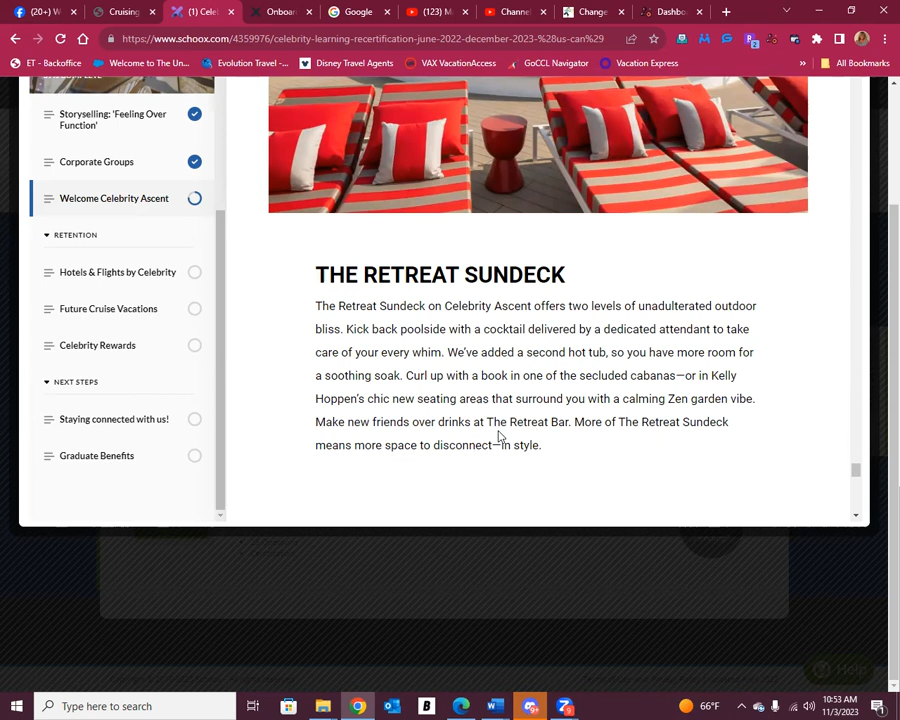 (20+) W
Cruising
(1) Cele
Onboar
Google
(123) M
Channel
Change
Dashbo
https://www.schoox.com/4359976/celebrity-learning-recertification-june-2022-december-2023-%28us-can%29
ET - Backoffice
Welcome to The Un...
Evolution Travel -...
Disney Travel Agents
VAX VacationAccess
GoCCL Navigator
Vacation Express
»
All Bookmarks
Storyselling: 'Feeling Over
Function'
Corporate Groups
Welcome Celebrity Ascent
RETENTION
Hotels & Flights by Celebrity
Future Cruise Vacations
Celebrity Rewards
NEXT STEPS
Staying connected with us!
Graduate Benefits
THE RETREAT SUNDECK
The Retreat Sundeck on Celebrity Ascent offers two levels of unadulterated outdoor
bliss. Kick back poolside with a cocktail delivered by a dedicated attendant to take
care of your every whim. We've added a second hot tub, so you have more room for
a soothing soak. Curl up with a book in one of the secluded cabanas—or in Kelly
Hoppen's chic new seating areas that surround you with a calming Zen garden vibe.
Make new friends over drinks at The Retreat Bar. More of The Retreat Sundeck
means more space to disconnect—in style.
Help
Type here to search
66°F
10:53 AM
11/3/2023